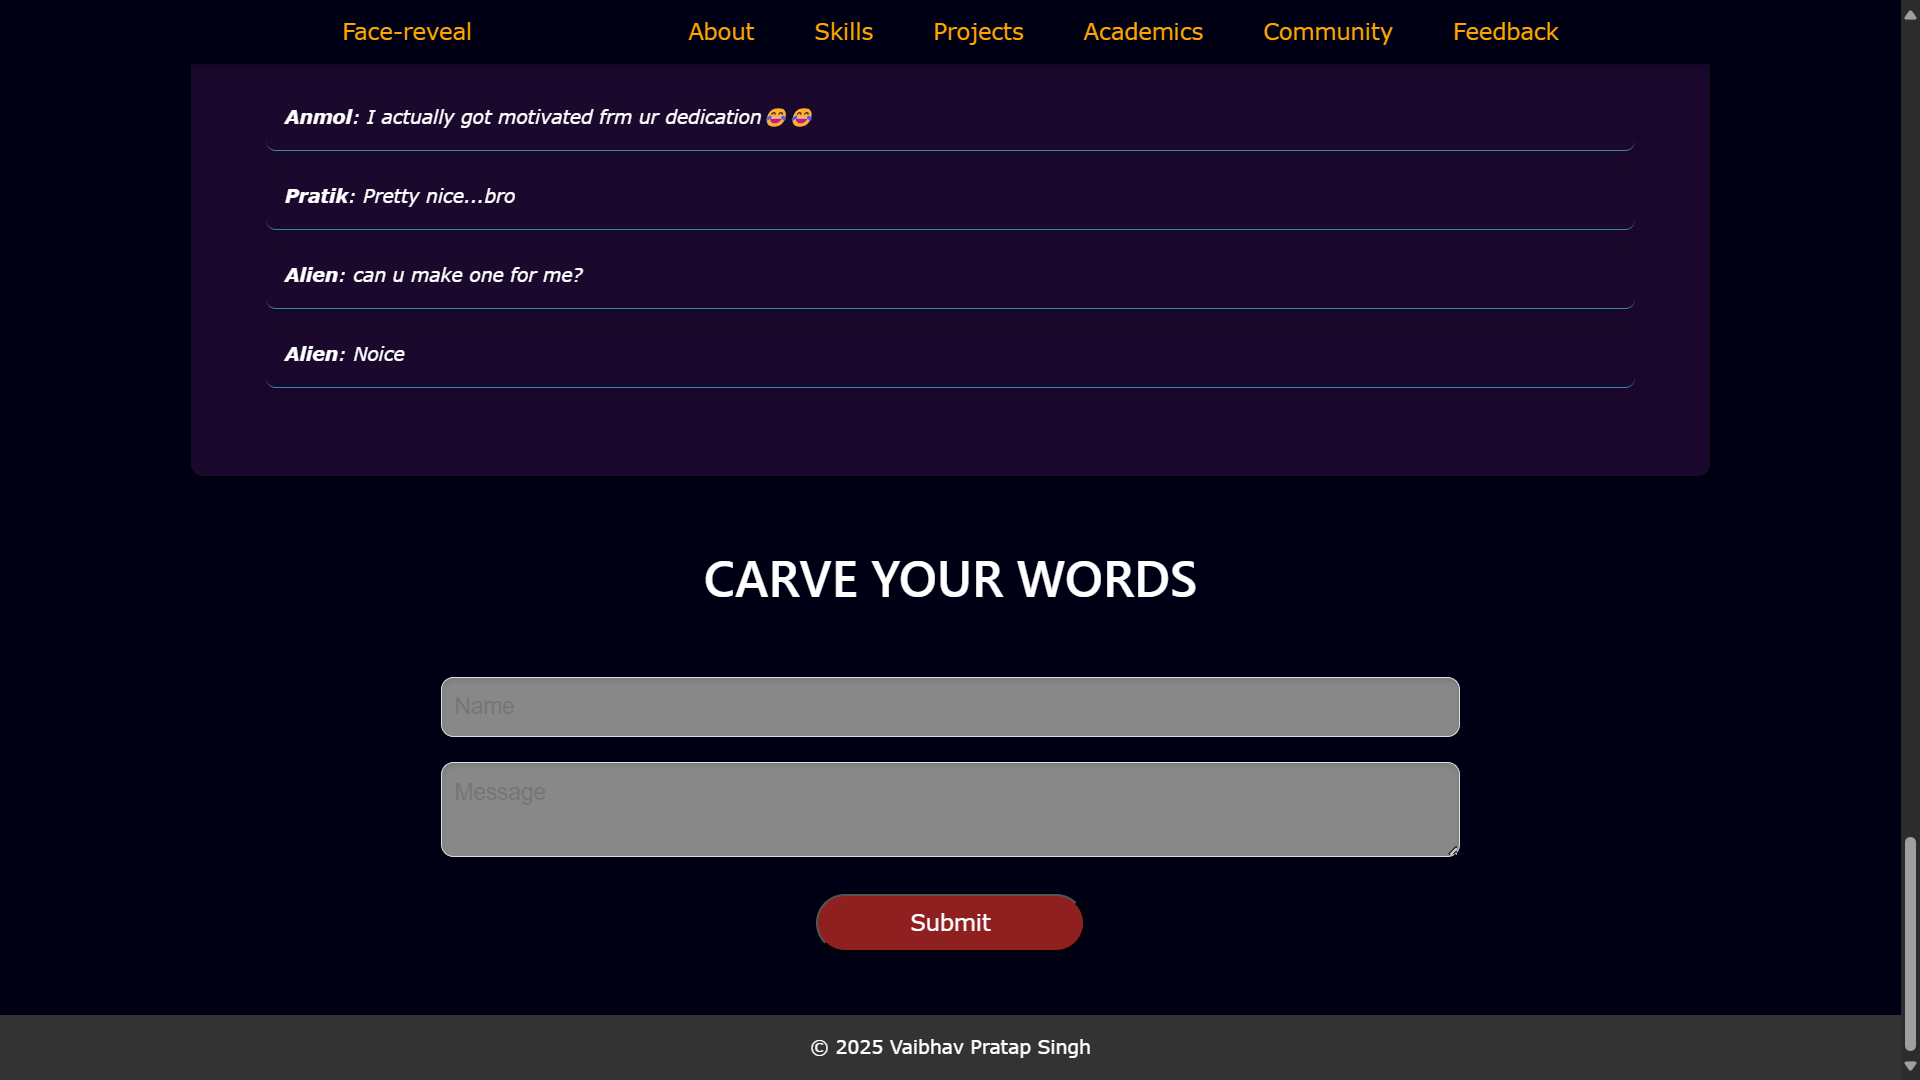 Face-reveal About Skills Projects Academics Community Feedback
Anmol: I actually got motivated frm ur dedication😂😂
Pratik: Pretty nice...bro
Alien: can u make one for me?
Alien: Noice
CARVE YOUR WORDS
Name
Message
Submit
© 2025 Vaibhav Pratap Singh